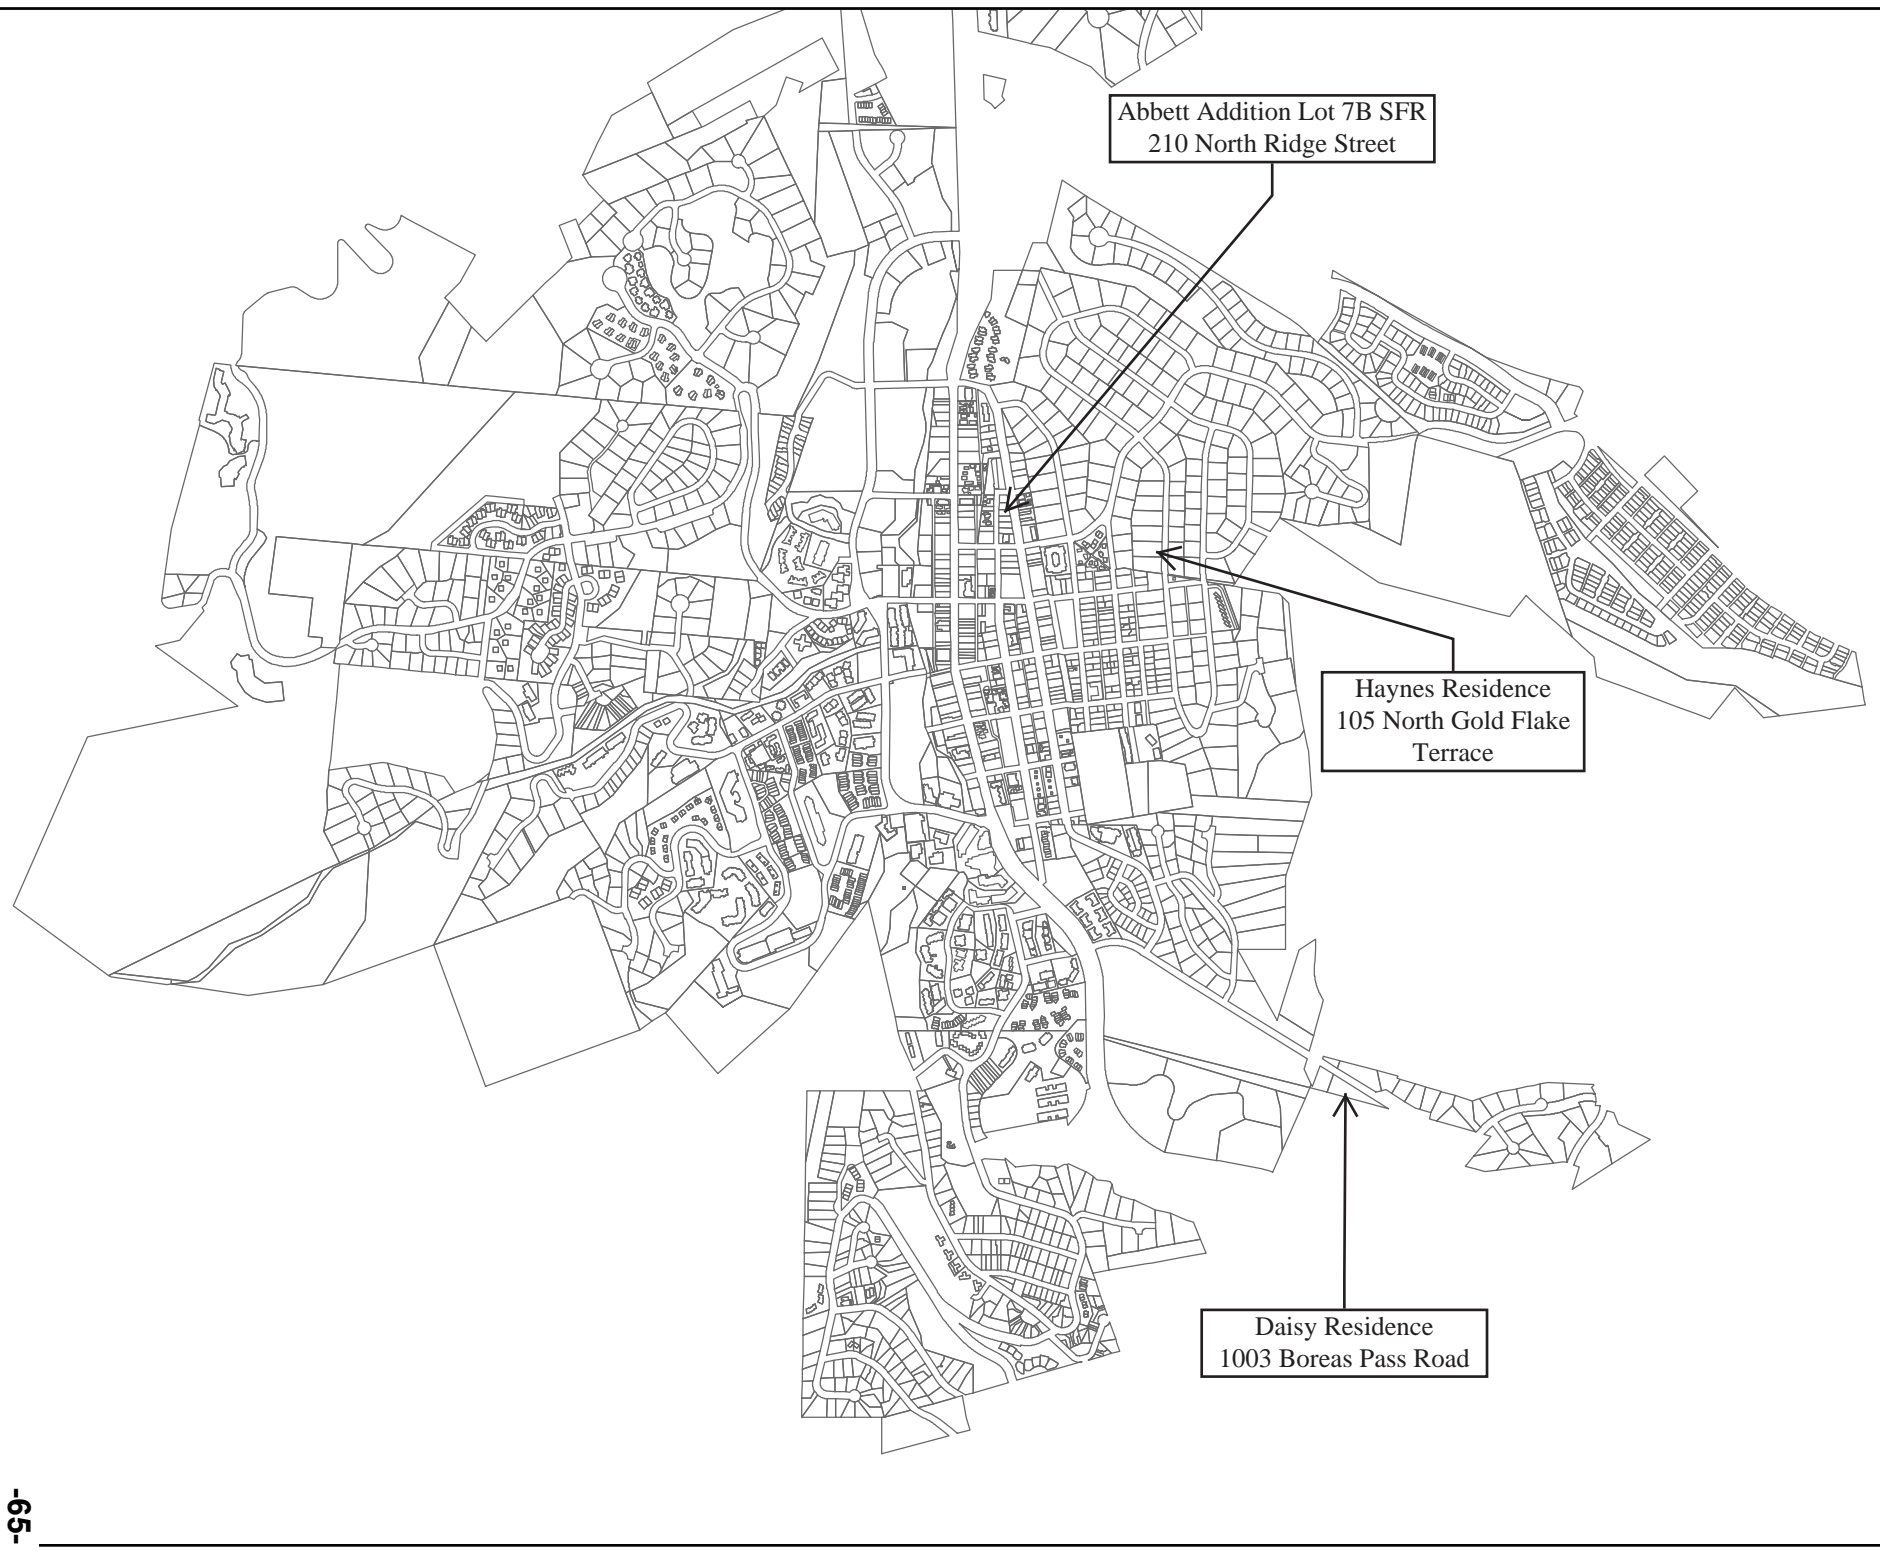 Abbett Addition Lot 7B SFR
210 North Ridge Street
Haynes Residence
105 North Gold Flake
Terrace
Daisy Residence
1003 Boreas Pass Road
-65-